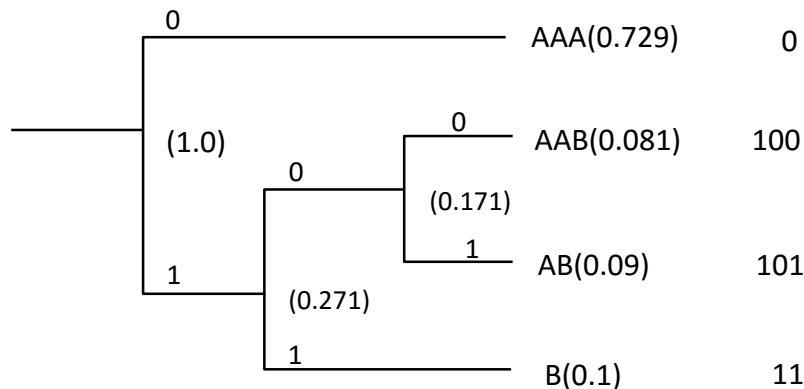 0
AAA(0.729) 0
0
AAB(0.081) 100
(1.0)
0
(0.171)
1
1
AB(0.09) 101
(0.271)
1
B(0.1) 11